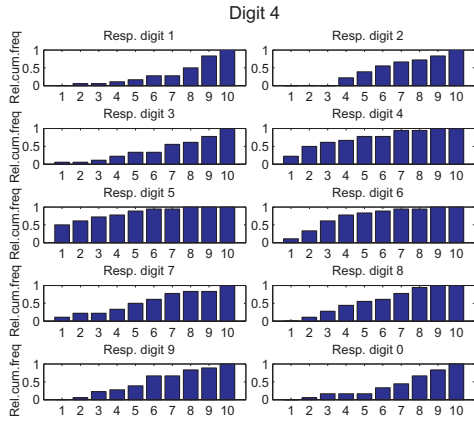 Digit 4
Resp. digit 1
Rel.cum.freq
1
0.5
0
1 2 3 4 5 6 7 8 9 10
Resp. digit 2
1
0.5
0
1 2 3 4 5 6 7 8 9 10
Resp. digit 3
Rel.cum.freq
1
0.5
0
1 2 3 4 5 6 7 8 9 10
Resp. digit 4
1
0.5
0
1 2 3 4 5 6 7 8 9 10
Resp. digit 5
Rel.cum.freq
1
0.5
0
1 2 3 4 5 6 7 8 9 10
Resp. digit 6
1
0.5
0
1 2 3 4 5 6 7 8 9 10
Resp. digit 7
Rel.cum.freq
1
0.5
0
1 2 3 4 5 6 7 8 9 10
Resp. digit 8
1
0.5
0
1 2 3 4 5 6 7 8 9 10
Resp. digit 9
Rel.cum.freq
1
0.5
0
1 2 3 4 5 6 7 8 9 10
Resp. digit 0
1
0.5
0
1 2 3 4 5 6 7 8 9 10